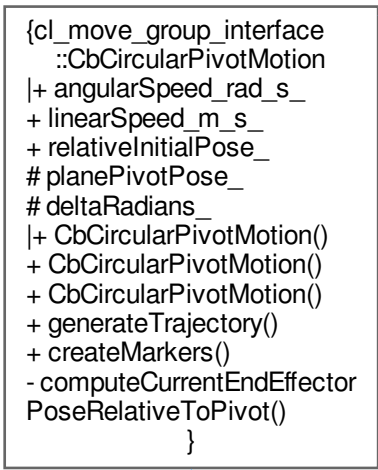 {cl_move_group_interface
::CbCircularPivotMotion
|+ angularSpeed_rad_s_
+ linearSpeed_m_s_
+ relativeInitialPose_
# planePivotPose_
# deltaRadians_
|+ CbCircularPivotMotion()
+ CbCircularPivotMotion()
+ CbCircularPivotMotion()
+ generateTrajectory()
+ createMarkers()
- computeCurrentEndEffector
PoseRelativeToPivot()
}